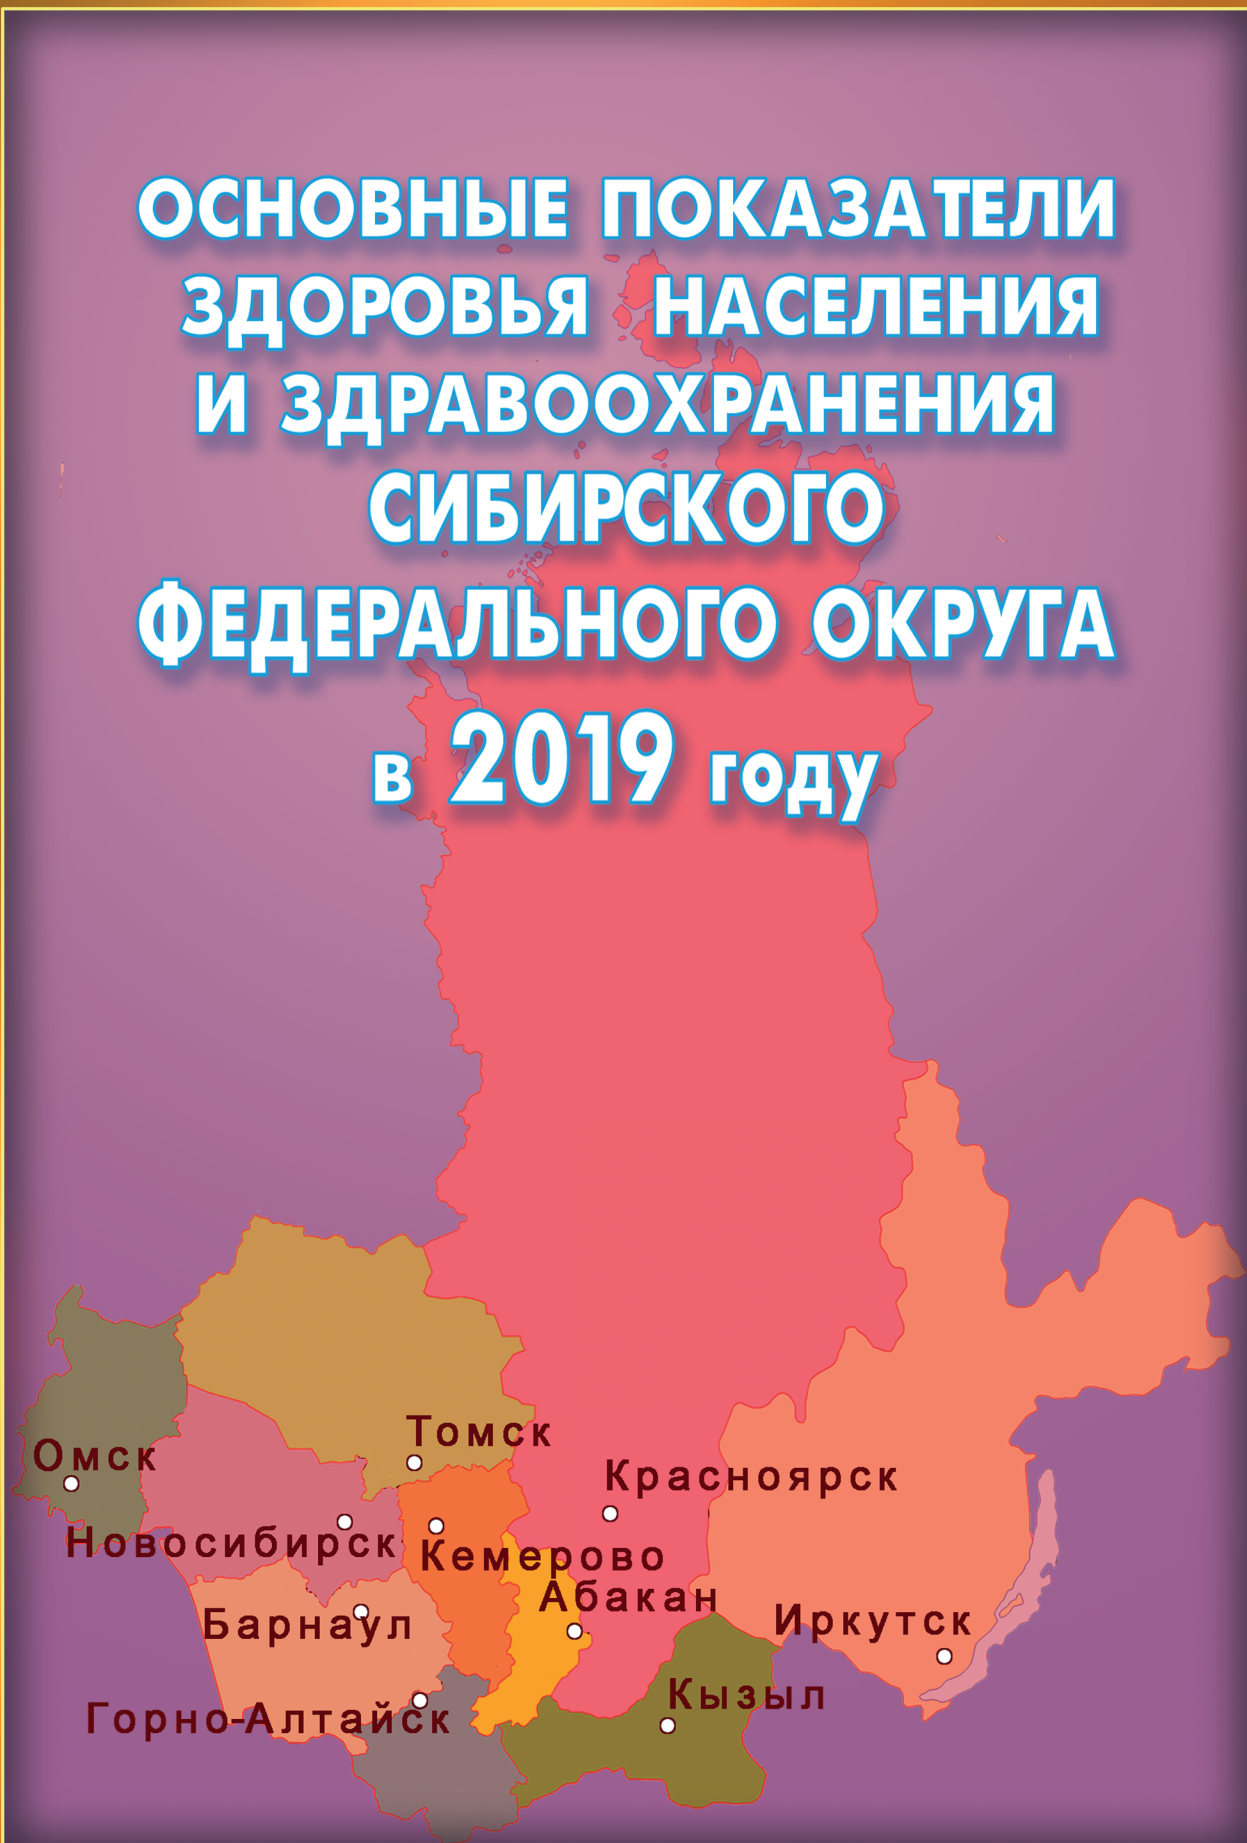 ОСНОВНЫЕ ПОКАЗАТЕЛИ
ЗДОРОВЬЯ НАСЕЛЕНИЯ
И ЗДРАВООХРАНЕНИЯ
СИБИРСКОГО
ФЕДЕРАЛЬНОГО ОКРУГА
в 2019 году
Томск
Омск
Красноярск
Новосибирск
Кемерово
Абакан
Барнаул
Иркутск
Кызыл
Горно-Алтайск